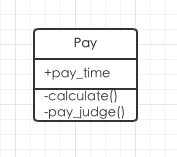 Pay
+pay_time
-calculate()
-pay_judge()